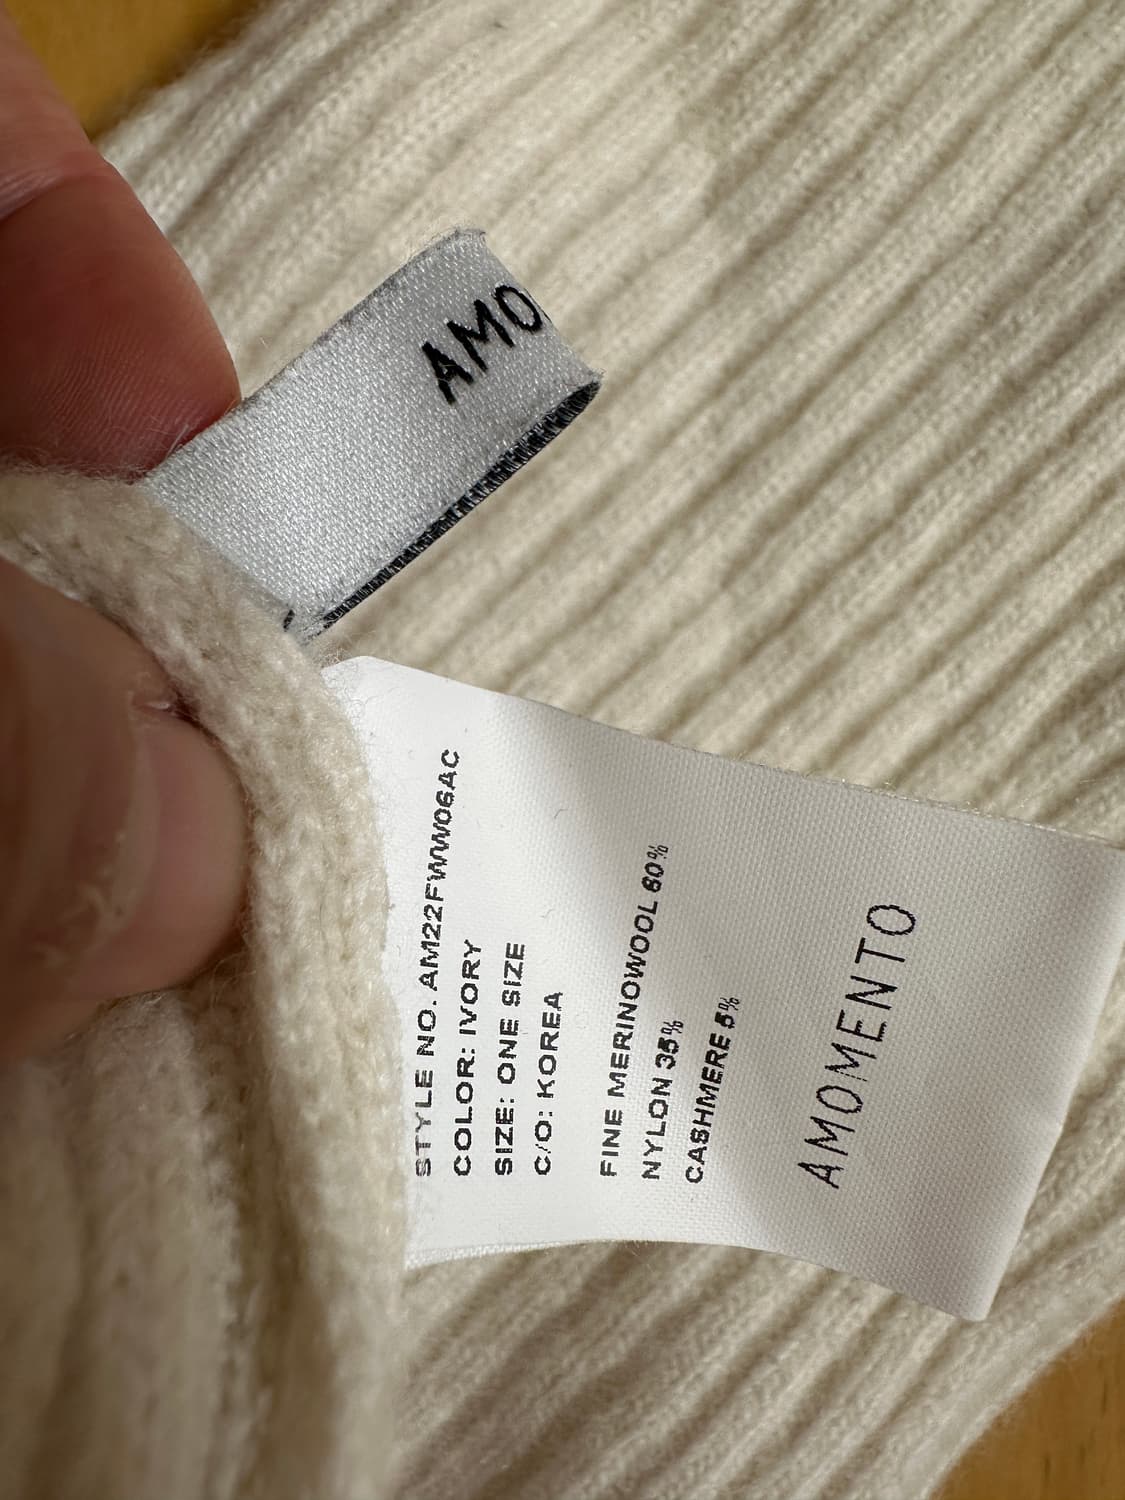 AMO
STYLE NO. AM22FWW06AC
COLOR: IVORY
SIZE: ONE SIZE
C/O: KOREA
FINE MERINOWOOL 60%
NYLON 35%
CASHMERE 5%
AMOMENTO